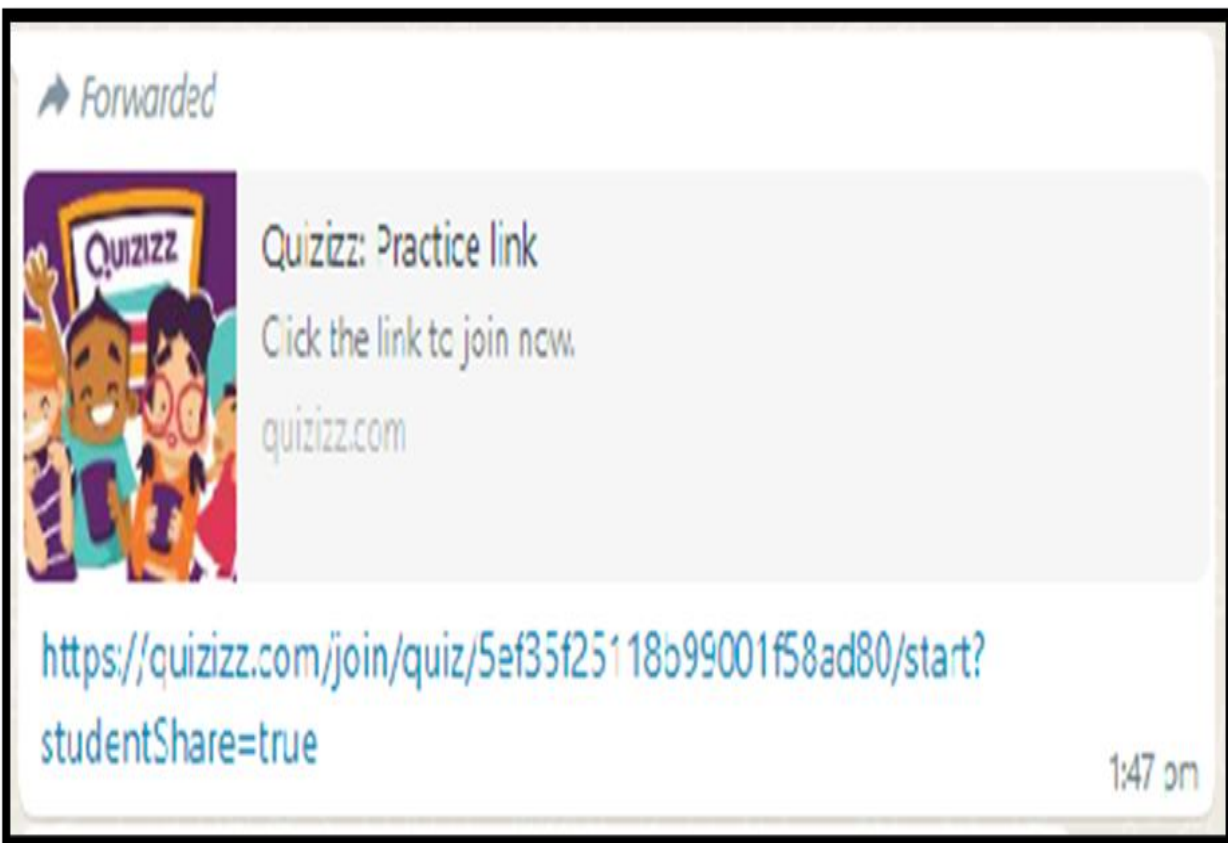 Forwarded
QUIZIZZ
Quizizz: Practice link
Click the link to join now.
quizizz.com
https://quizizz.com/join/quiz/5ef35f25118b99001f58ad80/start?
studentShare=true
1:47 pm